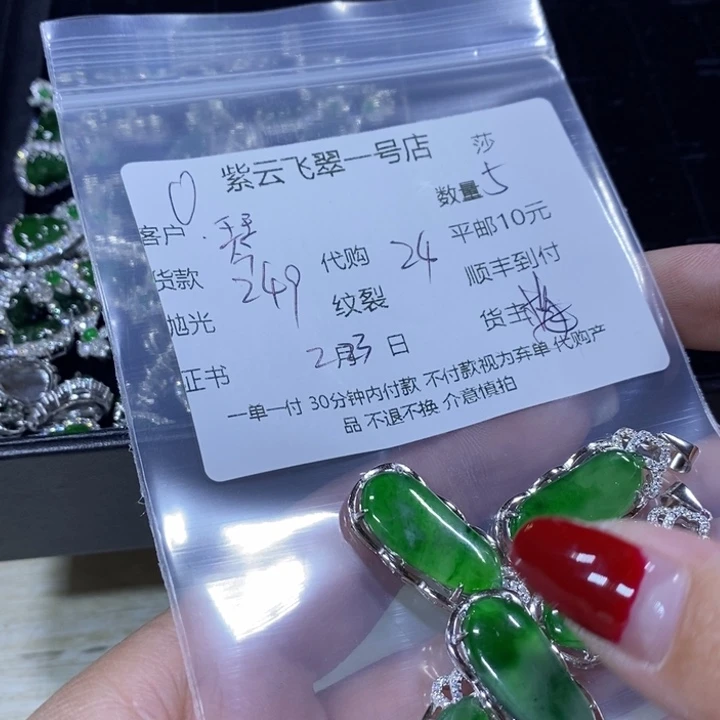 紫云飞翠一号店 莎
数量 5
客户 琴 代购 24 平邮10元
货款 249 纹裂 顺丰到付
抛光 货主
2月3日
正书
一单一付 30分钟内付款 不付款视为弃单 代购产
品 不退不换 介意慎拍